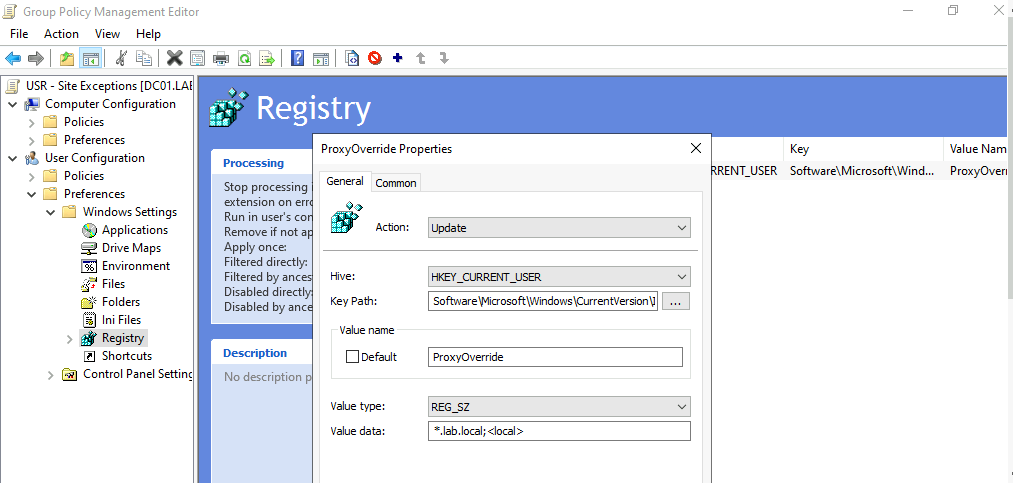 Group Policy Management Editor
File Action View Help
USR - Site Exceptions [DC01.LAB
Computer Configuration
Policies
Preferences
User Configuration
Policies
Preferences
Windows Settings
Applications
Drive Maps
Environment
Files
Folders
Ini Files
Registry
Shortcuts
Control Panel Setting
Registry
Processing
Stop processing i
extension on erro
Run in user's con
Remove if not ap
Apply once:
Filtered directly:
Filtered by ances
Disabled directly:
Disabled by ance
Description
No description p
Key Value Nam
RRENT_USER Software\Microsoft\Wind... ProxyOverr
ProxyOverride Properties
General Common
Action: Update
Hive: HKEY_CURRENT_USER
Key Path: Software\Microsoft\Windows\CurrentVersion\I ...
Value name
Default ProxyOverride
Value type: REG_SZ
Value data: *.lab.local;<local>